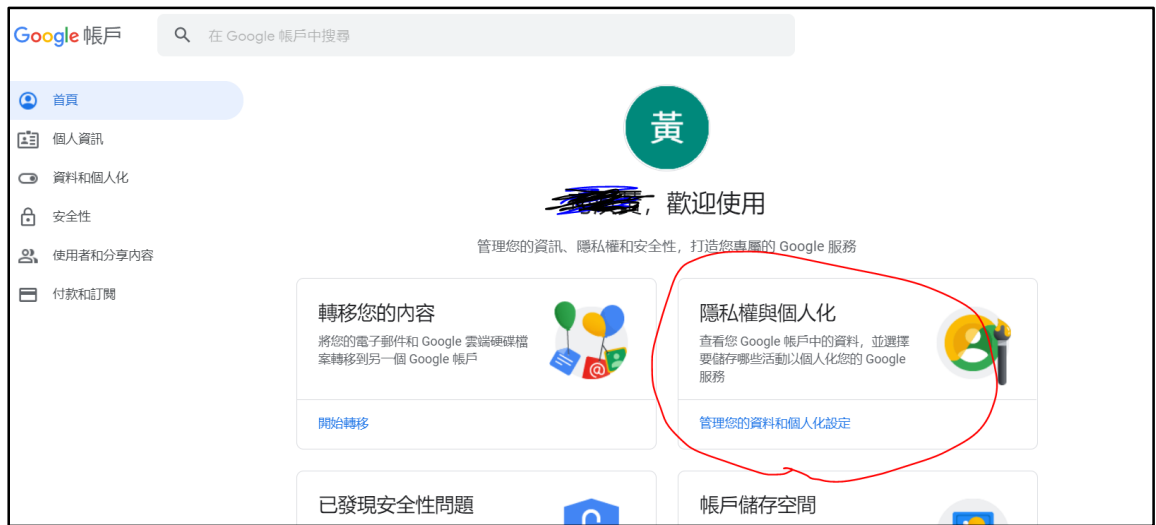 Google 帳戶
在 Google 帳戶中搜尋
首頁
個人資訊
資料和個人化
安全性
使用者和分享內容
付款和訂閱
黃
，歡迎使用
管理您的資訊、隱私權和安全性，打造您專屬的 Google 服務
轉移您的內容
將您的電子郵件和 Google 雲端硬碟檔
案轉移到另一個 Google 帳戶
開始轉移
隱私權與個人化
查看您 Google 帳戶中的資料，並選擇
要儲存哪些活動以個人化您的 Google
服務
管理您的資料和個人化設定
已發現安全性問題
帳戶儲存空間